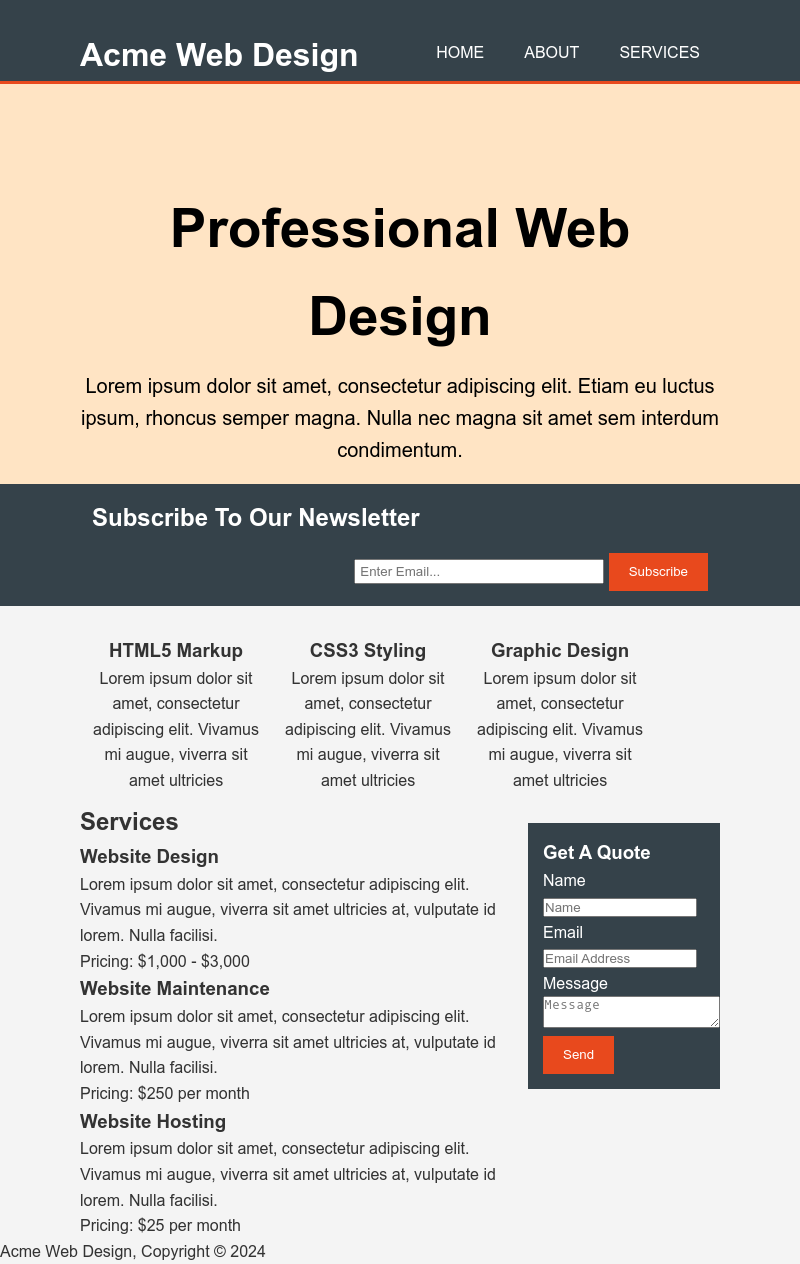 Acme Web Design
HOME ABOUT SERVICES
Professional Web
Design
Lorem ipsum dolor sit amet, consectetur adipiscing elit. Etiam eu luctus
ipsum, rhoncus semper magna. Nulla nec magna sit amet sem interdum
condimentum.
Subscribe To Our Newsletter
Enter Email...
Subscribe
HTML5 Markup
Lorem ipsum dolor sit
amet, consectetur
adipiscing elit. Vivamus
mi augue, viverra sit
amet ultricies
CSS3 Styling
Lorem ipsum dolor sit
amet, consectetur
adipiscing elit. Vivamus
mi augue, viverra sit
amet ultricies
Graphic Design
Lorem ipsum dolor sit
amet, consectetur
adipiscing elit. Vivamus
mi augue, viverra sit
amet ultricies
Services
Website Design
Lorem ipsum dolor sit amet, consectetur adipiscing elit.
Vivamus mi augue, viverra sit amet ultricies at, vulputate id
lorem. Nulla facilisi.
Pricing: $1,000 - $3,000
Website Maintenance
Lorem ipsum dolor sit amet, consectetur adipiscing elit.
Vivamus mi augue, viverra sit amet ultricies at, vulputate id
lorem. Nulla facilisi.
Pricing: $250 per month
Website Hosting
Lorem ipsum dolor sit amet, consectetur adipiscing elit.
Vivamus mi augue, viverra sit amet ultricies at, vulputate id
lorem. Nulla facilisi.
Pricing: $25 per month
Get A Quote
Name
Name
Email
Email Address
Message
Message
Send
Acme Web Design, Copyright © 2024